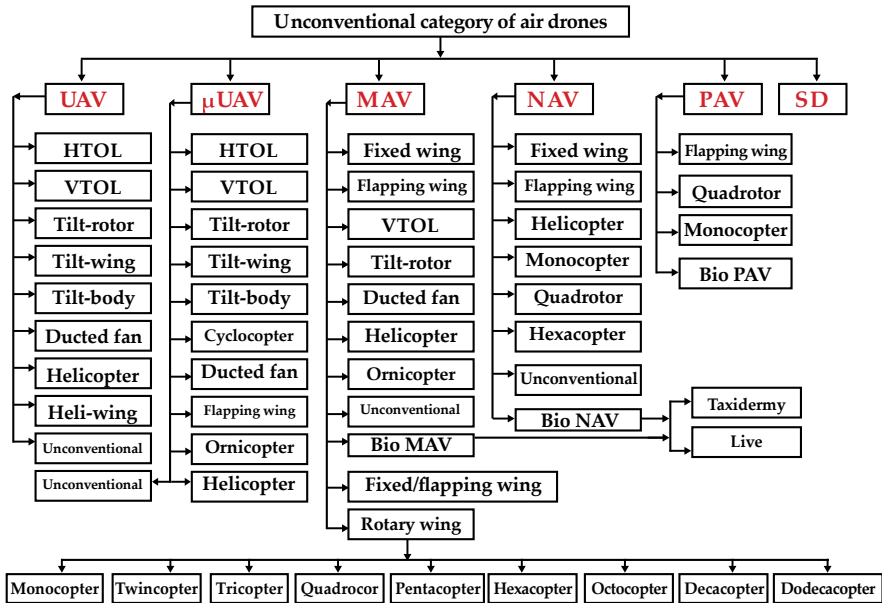 Unconventional category of air drones
UAV
μUAV
MAV
NAV
PAV
SD
HTOL
VTOL
Tilt-rotor
Tilt-wing
Tilt-body
Ducted fan
Helicopter
Heli-wing
Unconventional
Unconventional
HTOL
VTOL
Tilt-rotor
Tilt-wing
Tilt-body
Cyclocopter
Ducted fan
Flapping wing
Ornicopter
Helicopter
Fixed wing
Flapping wing
VTOL
Tilt-rotor
Ducted fan
Helicopter
Ornicopter
Unconventional
Bio MAV
Fixed/flapping wing
Rotary wing
Fixed wing
Flapping wing
Helicopter
Monocopter
Quadrotor
Hexacopter
Unconventional
Bio NAV
Flapping wing
Quadrotor
Monocopter
Bio PAV
Taxidermy
Live
Monocopter
Twincopter
Tricopter
Quadrocor
Pentacopter
Hexacopter
Octocopter
Decacopter
Dodecacopter